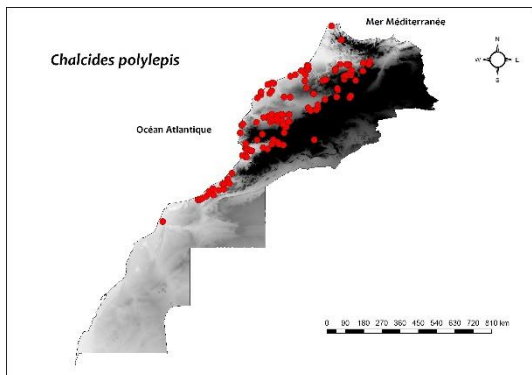 Mer Méditerranée
Chalcides polylepis
N
W L
S
Océan Atlantique
0 90 180 270 360 450 540 630 720 810 km